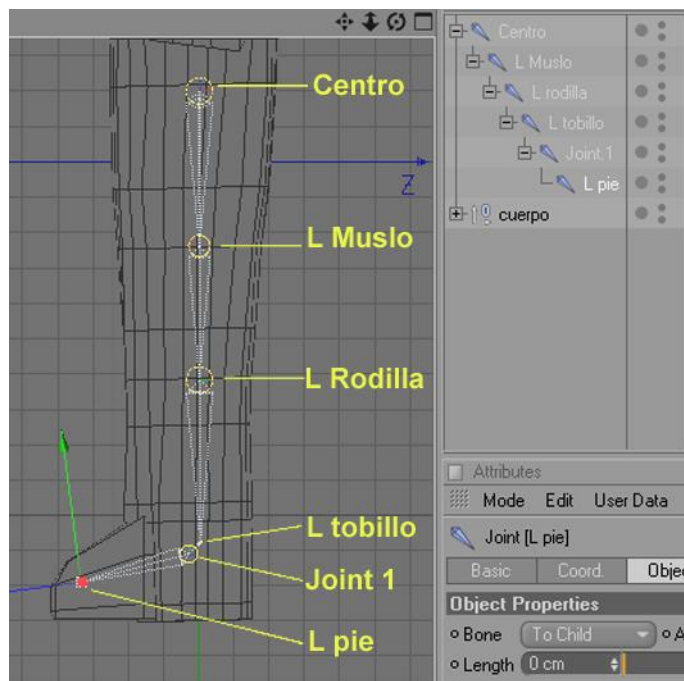 Centro
L Muslo
L Rodilla
L tobillo
Joint 1
L pie
Z
Centro
L Muslo
L rodilla
L tobillo
Joint.1
L pie
cuerpo
Attributes
Mode Edit User Data
Joint [L pie]
Basic Coord. Objec
Object Properties
Bone To Child A
Length 0 cm